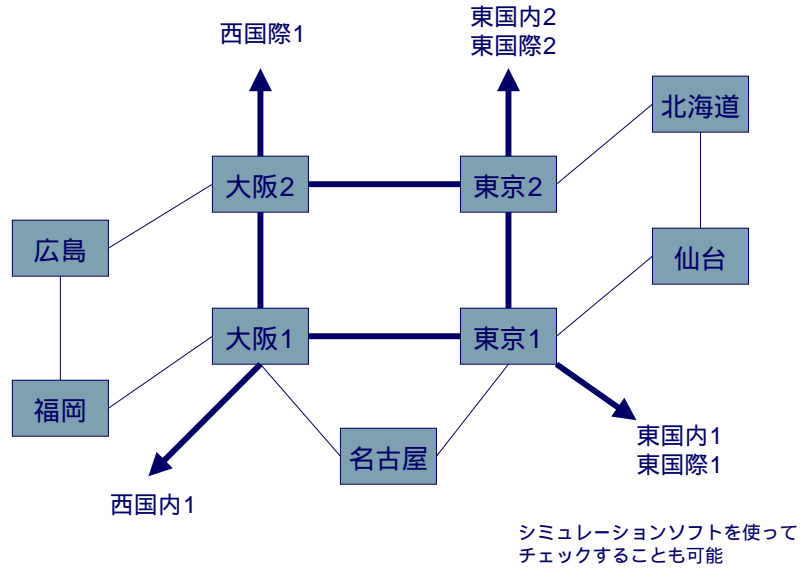 西国際1
東国内2
東国際2
北海道
大阪2
東京2
広島
仙台
大阪1
東京1
福岡
名古屋
東国内1
東国際1
西国内1
シミュレーションソフトを使って
チェックすることも可能